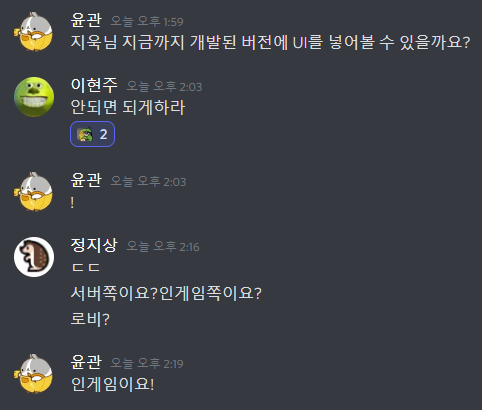 윤관 오늘 오후 1:59
지욱님 지금까지 개발된 버전에 UI를 넣어볼 수 있을까요?
이현주 오늘 오후 2:03
안되면 되게하라
2
윤관 오늘 오후 2:03
!
정지상 오늘 오후 2:16
ㄷㄷ
서버쪽이요?인게임쪽이요?
로비?
윤관 오늘 오후 2:19
인게임이요!